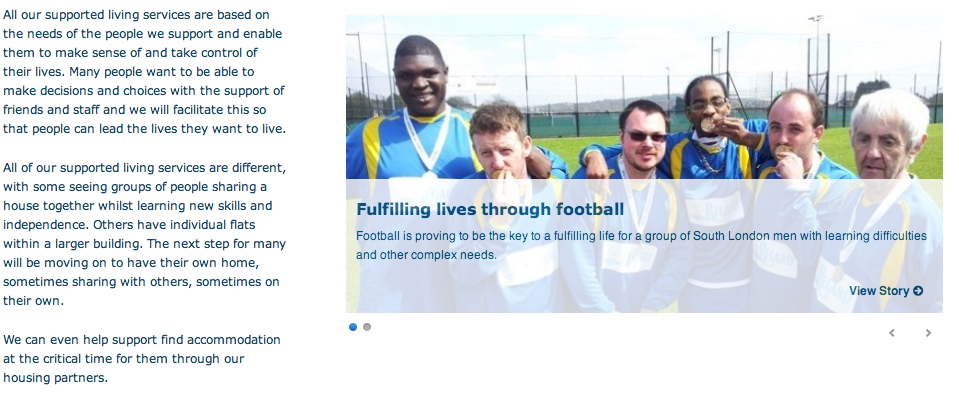 All our supported living services are based on
the needs of the people we support and enable
them to make sense of and take control of
their lives. Many people want to be able to
make decisions and choices with the support of
friends and staff and we will facilitate this so
that people can lead the lives they want to live.
All of our supported living services are different,
with some seeing groups of people sharing a
house together whilst learning new skills and
independence. Others have individual flats
within a larger building. The next step for many
will be moving on to have their own home,
sometimes sharing with others, sometimes on
their own.
We can even help support find accommodation
at the critical time for them through our
housing partners.
Fulfilling lives through football
Football is proving to be the key to a fulfilling life for a group of South London men with learning difficulties
and other complex needs.
View Story